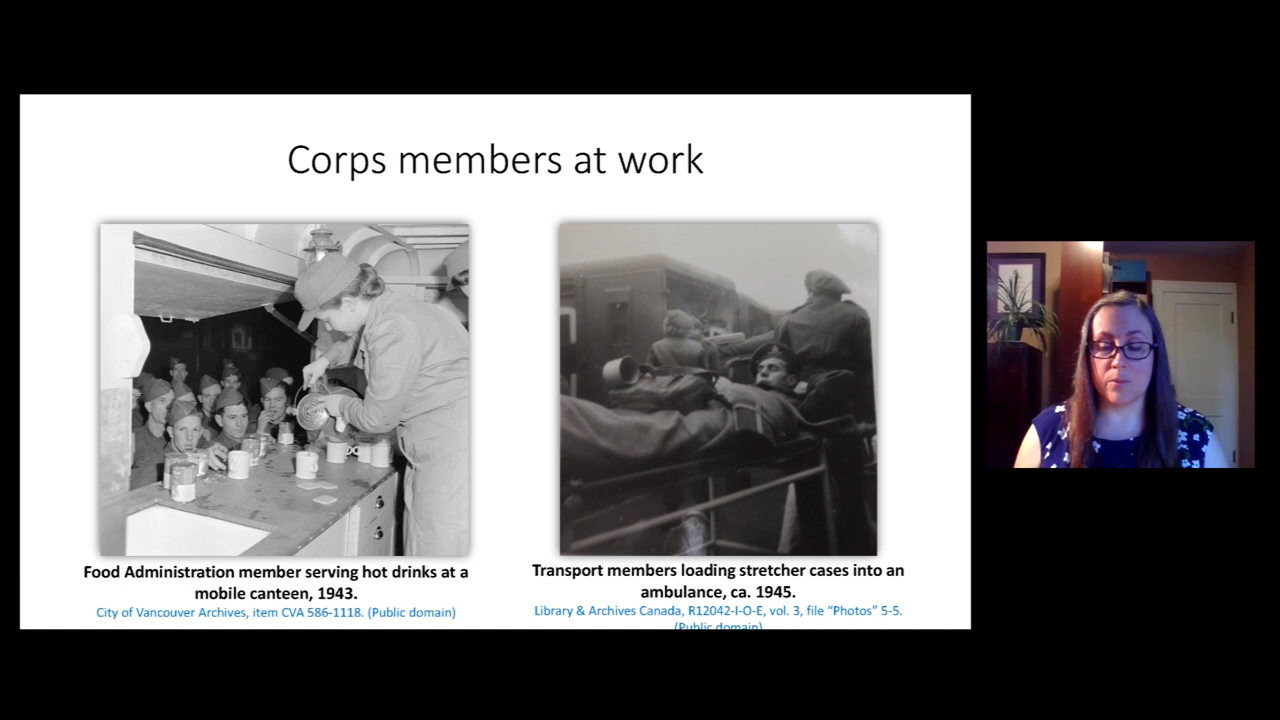 Corps members at work
Food Administration member serving hot drinks at a
mobile canteen, 1943.
City of Vancouver Archives, item CVA 586-1118. (Public domain)
Transport members loading stretcher cases into an
ambulance, ca. 1945.
Library & Archives Canada, R12042-I-O-E, vol. 3, file “Photos” 5-5.
(Public domain)